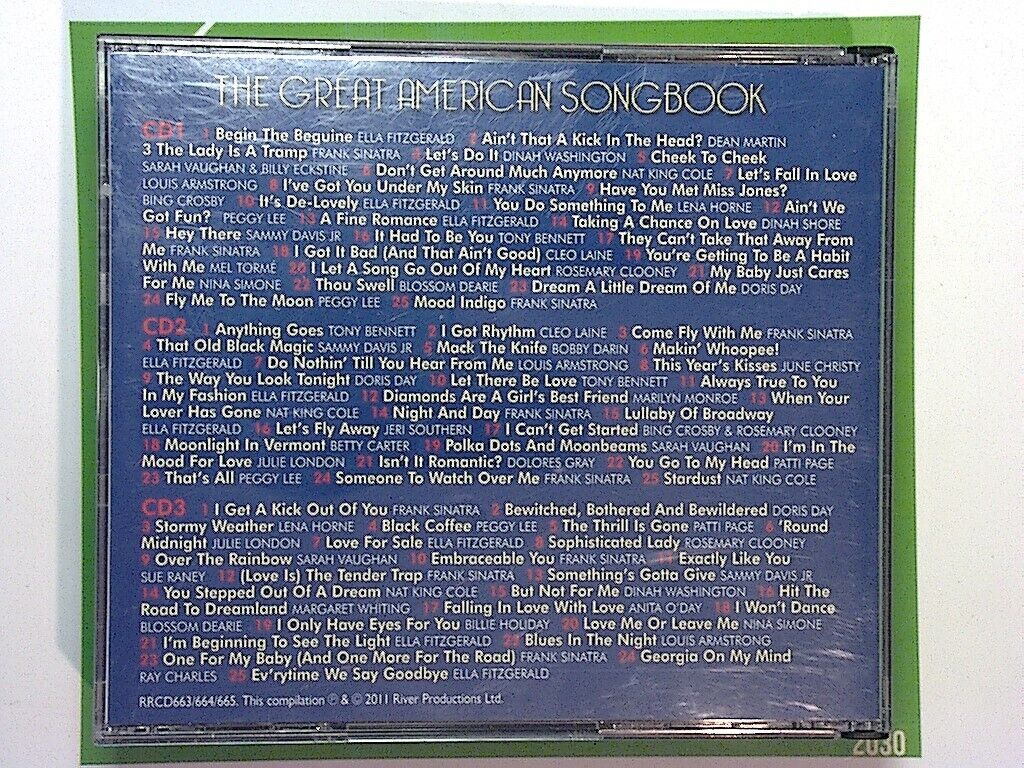 THE GREAT AMERICAN SONGBOOK
CD1 1 Begin The Beguine ELLA FITZGERALD 2 Ain't That A Kick In The Head? DEAN MARTIN
3 The Lady Is A Tramp FRANK SINATRA 4 Let's Do It DINAH WASHINGTON 5 Cheek To Cheek
SARAH VAUGHAN & BILLY ECKSTINE 6 Don't Get Around Much Anymore NAT KING COLE 7 Let's Fall In Love
LOUIS ARMSTRONG 8 I've Got You Under My Skin FRANK SINATRA 9 Have You Met Miss Jones?
BING CROSBY 10 It's De-Lovely ELLA FITZGERALD 11 You Do Something To Me LENA HORNE 12 Ain't We
Got Fun? PEGGY LEE 13 A Fine Romance ELLA FITZGERALD 14 Taking A Chance On Love DINAH SHORE
15 Hey There SAMMY DAVIS JR 16 It Had To Be You TONY BENNETT 17 They Can't Take That Away From
Me FRANK SINATRA 18 I Got It Bad (And That Ain't Good) CLEO LAINE 19 You're Getting To Be A Habit
With Me MEL TORMÉ 20 I Let A Song Go Out Of My Heart ROSEMARY CLOONEY 21 My Baby Just Cares
For Me NINA SIMONE 22 Thou Swell BLOSSOM DEARIE 23 Dream A Little Dream Of Me DORIS DAY
24 Fly Me To The Moon PEGGY LEE 25 Mood Indigo FRANK SINATRA
CD2 1 Anything Goes TONY BENNETT 2 I Got Rhythm CLEO LAINE 3 Come Fly With Me FRANK SINATRA
4 That Old Black Magic SAMMY DAVIS JR 5 Mack The Knife BOBBY DARIN 6 Makin' Whoopee!
ELLA FITZGERALD 7 Do Nothin' Till You Hear From Me LOUIS ARMSTRONG 8 This Year's Kisses JUNE CHRISTY
9 The Way You Look Tonight DORIS DAY 10 Let There Be Love TONY BENNETT 11 Always True To You
In My Fashion ELLA FITZGERALD 12 Diamonds Are A Girl's Best Friend MARILYN MONROE 13 When Your
Lover Has Gone NAT KING COLE 14 Night And Day FRANK SINATRA 15 Lullaby Of Broadway
ELLA FITZGERALD 16 Let's Fly Away JERI SOUTHERN 17 I Can't Get Started BING CROSBY & ROSEMARY CLOONEY
18 Moonlight In Vermont BETTY CARTER 19 Polka Dots And Moonbeams SARAH VAUGHAN 20 I'm In The
Mood For Love JULIE LONDON 21 Isn't It Romantic? DOLORES GRAY 22 You Go To My Head PATTI PAGE
23 That's All PEGGY LEE 24 Someone To Watch Over Me FRANK SINATRA 25 Stardust NAT KING COLE
CD3 1 I Get A Kick Out Of You FRANK SINATRA 2 Bewitched, Bothered And Bewildered DORIS DAY
3 Stormy Weather LENA HORNE 4 Black Coffee PEGGY LEE 5 The Thrill Is Gone PATTI PAGE 6 'Round
Midnight JULIE LONDON 7 Love For Sale ELLA FITZGERALD 8 Sophisticated Lady ROSEMARY CLOONEY
9 Over The Rainbow SARAH VAUGHAN 10 Embraceable You FRANK SINATRA 11 Exactly Like You
SUE RANEY 12 (Love Is) The Tender Trap FRANK SINATRA 13 Something's Gotta Give SAMMY DAVIS JR
14 You Stepped Out Of A Dream NAT KING COLE 15 But Not For Me DINAH WASHINGTON 16 Hit The
Road To Dreamland MARGARET WHITING 17 Falling In Love With Love ANITA O'DAY 18 I Won't Dance
BLOSSOM DEARIE 19 I Only Have Eyes For You BILLIE HOLIDAY 20 Love Me Or Leave Me NINA SIMONE
21 I'm Beginning To See The Light ELLA FITZGERALD 22 Blues In The Night LOUIS ARMSTRONG
23 One For My Baby (And One More For The Road) FRANK SINATRA 24 Georgia On My Mind
RAY CHARLES 25 Ev'rytime We Say Goodbye ELLA FITZGERALD
RRCD663/664/665. This compilation ℗ & © 2011 River Productions Ltd.
2030